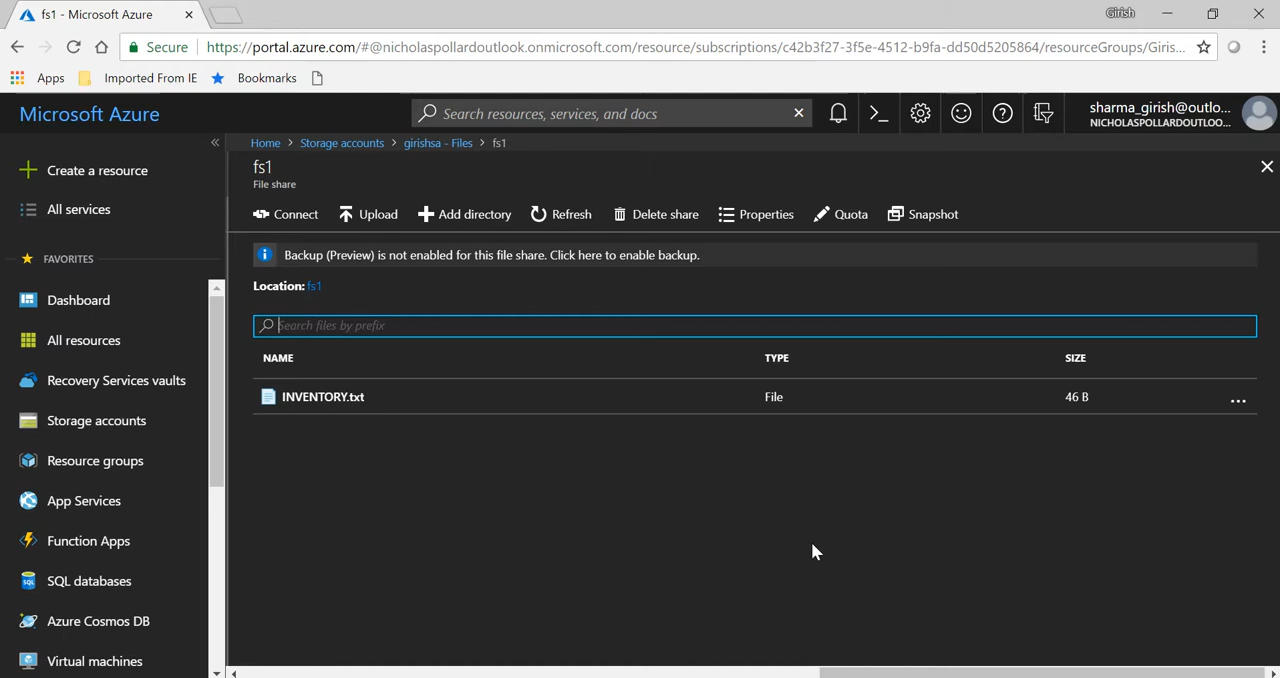 fs1 - Microsoft Azure
Girish
Secure https://portal.azure.com/#@nicholaspollardoutlook.onmicrosoft.com/resource/subscriptions/c42b3f27-3f5e-4512-b9fa-dd50d5205864/resourceGroups/Giris...
Apps Imported From IE Bookmarks
Microsoft Azure
Search resources, services, and docs
sharma_girish@outlo...
NICHOLASPOLLARDOUTLOO...
Home > Storage accounts > girishsa - Files > fs1
fs1
File share
Create a resource
All services
FAVORITES
Dashboard
All resources
Recovery Services vaults
Storage accounts
Resource groups
App Services
Function Apps
SQL databases
Azure Cosmos DB
Virtual machines
Connect Upload Add directory Refresh Delete share Properties Quota Snapshot
Backup (Preview) is not enabled for this file share. Click here to enable backup.
Location: fs1
Search files by prefix
NAME TYPE SIZE
INVENTORY.txt File 46 B ...